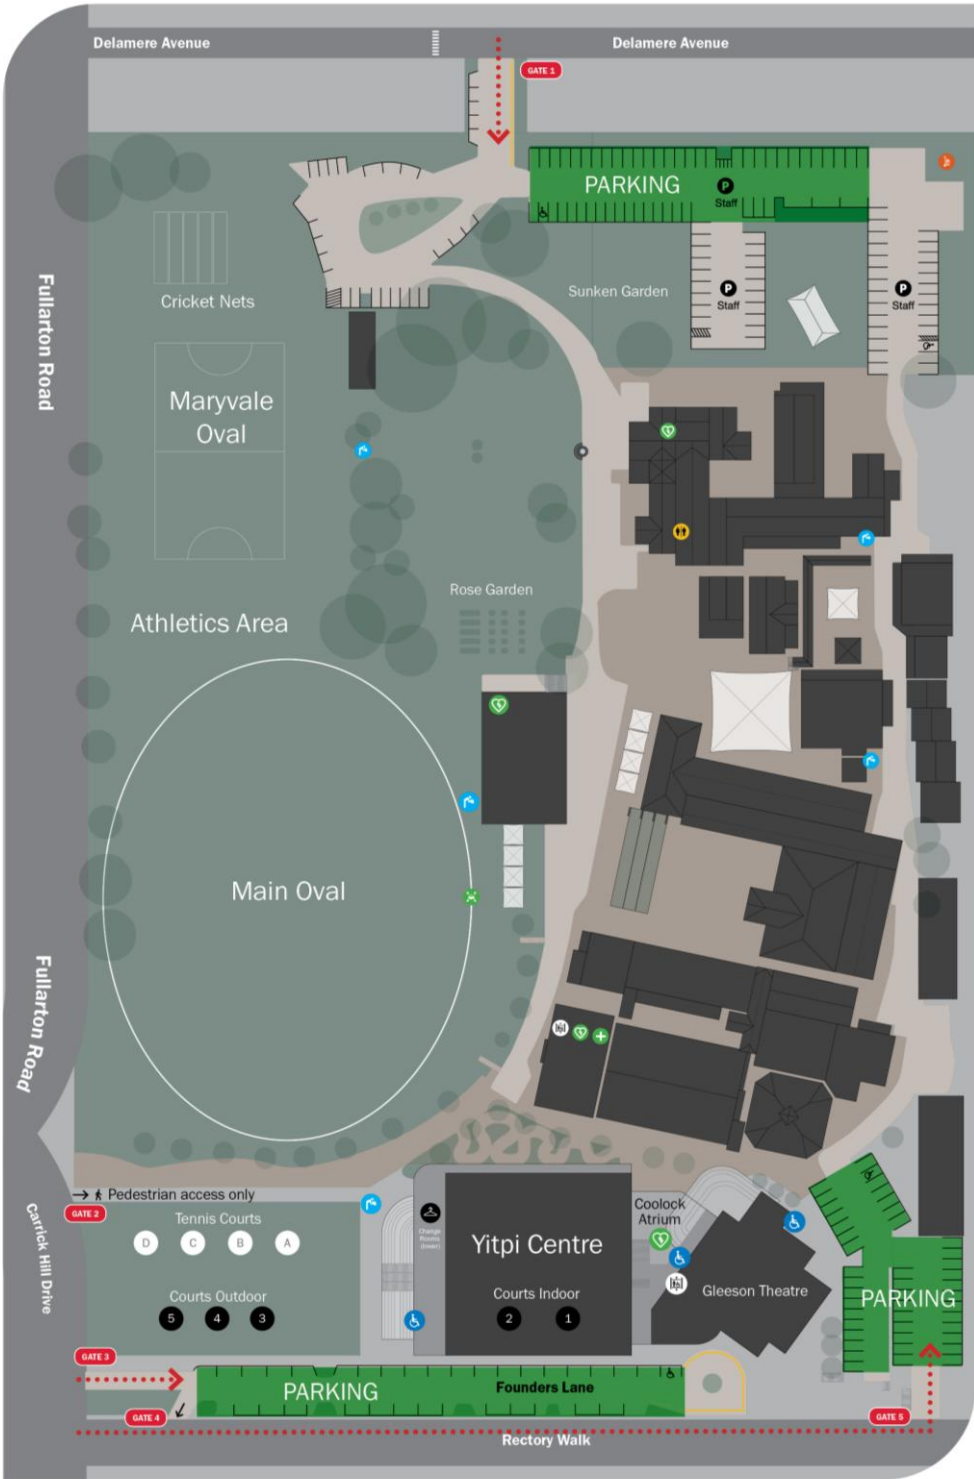 Delamere Avenue
Delamere Avenue
GATE 1
PARKING
P
Staff
Fullarton Road
Cricket Nets
Sunken Garden
P
Staff
P
Staff
Maryvale
Oval
Rose Garden
Athletics Area
Main Oval
Fullarton Road
Pedestrian access only
GATE 2
Carrick Hill Drive
Tennis Courts
D
C
B
A
Change
Rooms
(lower)
Yitpi Centre
Coolock
Atrium
Gleeson Theatre
PARKING
Courts Outdoor
5
4
3
Courts Indoor
2
1
GATE 3
PARKING
Founders Lane
GATE 4
GATE 5
Rectory Walk